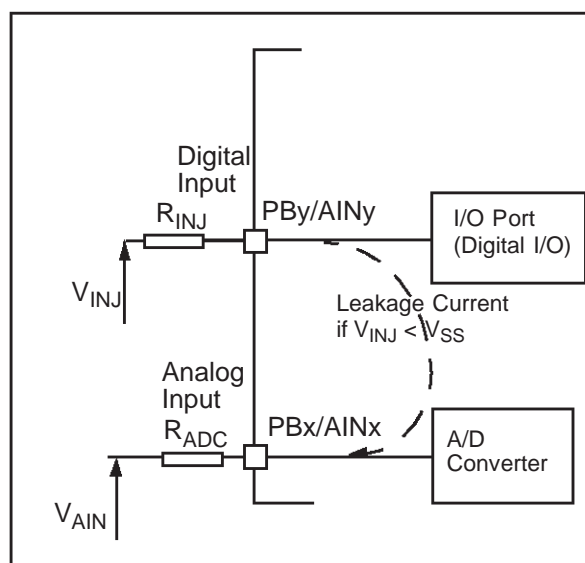 Digital
Input
R_INJ
PBy/AINy
I/O Port
(Digital I/O)
V_INJ
Leakage Current
if V_INJ < V_SS
Analog
Input
R_ADC
PBx/AINx
A/D
Converter
V_AIN